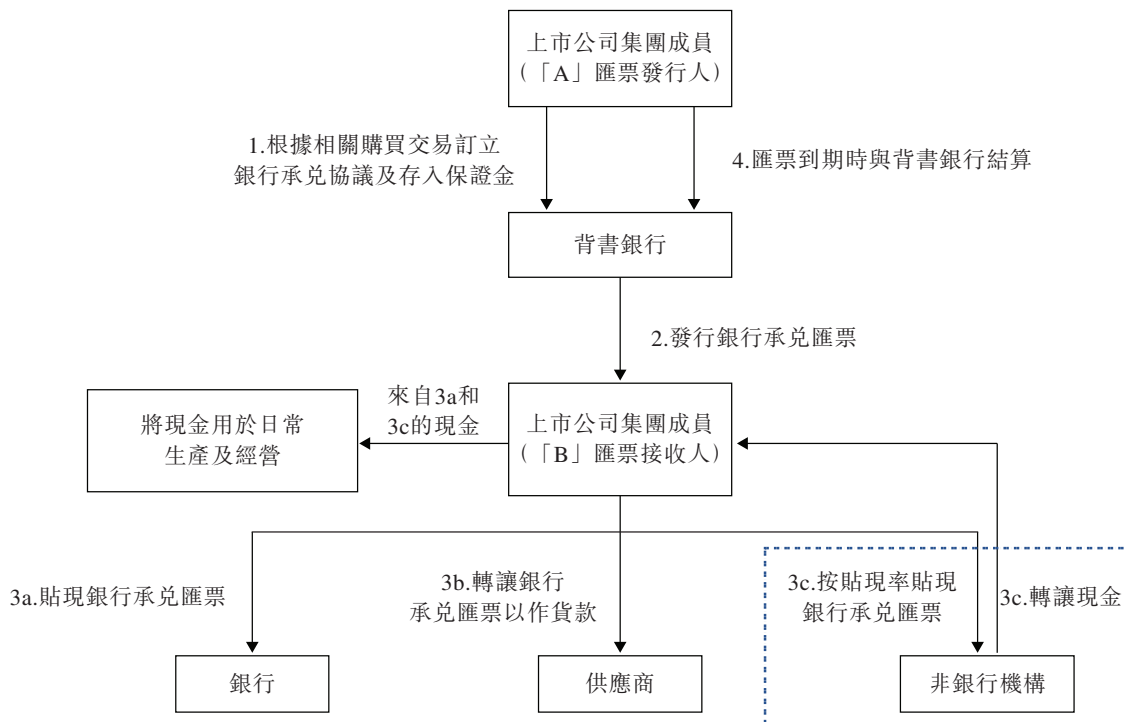 上市公司集團成員
(「A」匯票發行人)
1.根據相關購買交易訂立
銀行承兌協議及存入保證金
4.匯票到期時與背書銀行結算
背書銀行
2.發行銀行承兌匯票
來自3a和
3c的現金
將現金用於日常
生產及經營
上市公司集團成員
(「B」匯票接收人)
3a.貼現銀行承兌匯票
3b.轉讓銀行
承兌匯票以作貨款
3c.按貼現率貼現
銀行承兌匯票
3c.轉讓現金
銀行
供應商
非銀行機構